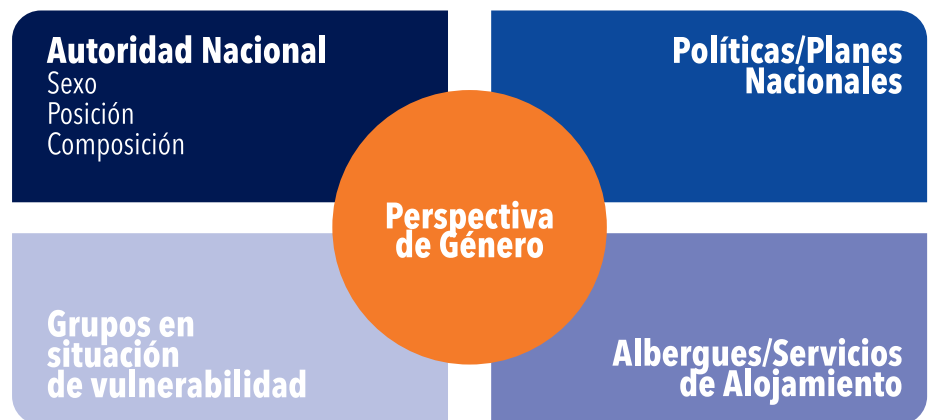 Autoridad Nacional
Sexo
Posición
Composición
Políticas/Planes
Nacionales
Perspectiva
de Género
Grupos en
situación
de vulnerabilidad
Albergues/Servicios
de Alojamiento